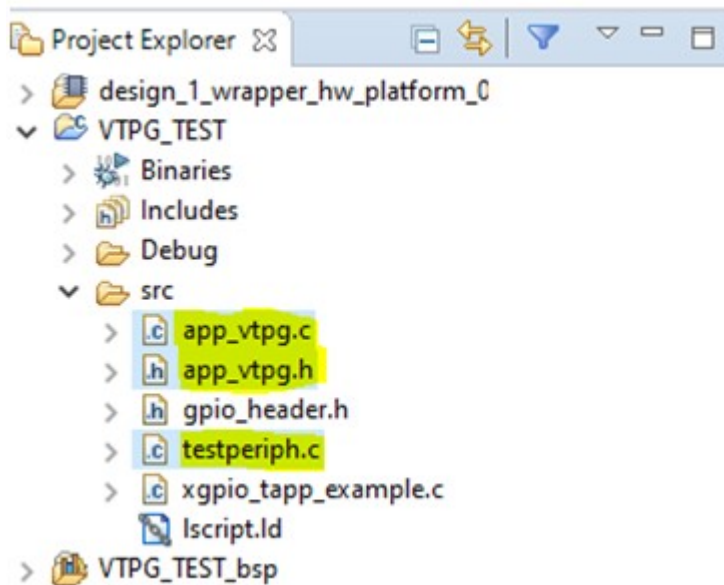 Project Explorer
design_1_wrapper_hw_platform_0
VTPG_TEST
Binaries
Includes
Debug
src
app_vtpg.c
app_vtpg.h
gpio_header.h
testperiph.c
xgpio_tapp_example.c
lscript.ld
VTPG_TEST_bsp